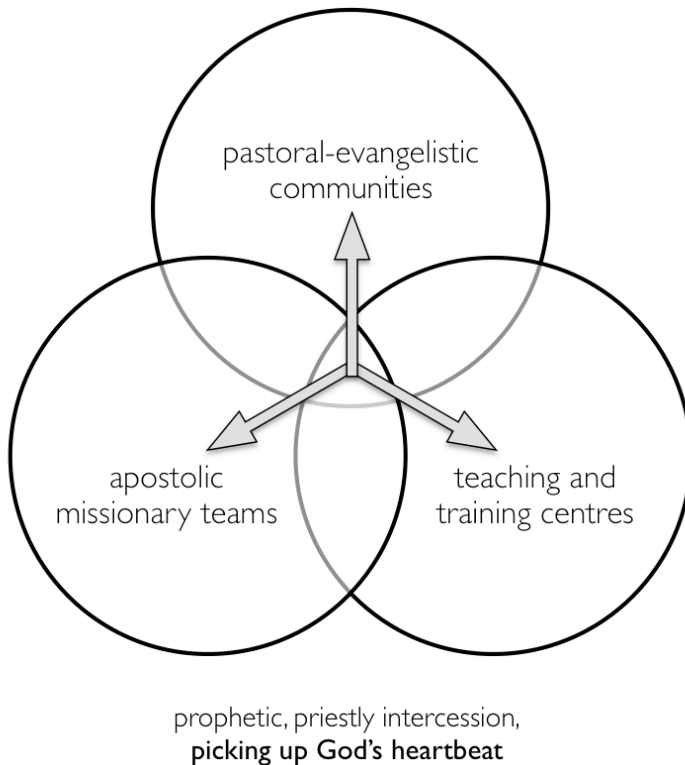 pastoral-evangelistic
communities
apostolic
missionary teams
teaching and
training centres
prophetic, priestly intercession,
picking up God's heartbeat